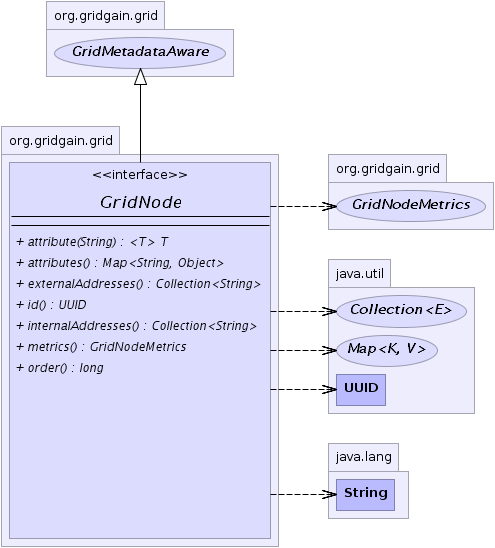 org.gridgain.grid
GridMetadataAware
org.gridgain.grid
<<interface>>
GridNode
+ attribute(String) : <T> T
+ attributes() : Map<String, Object>
+ externalAddresses() : Collection<String>
+ id() : UUID
+ internalAddresses() : Collection<String>
+ metrics() : GridNodeMetrics
+ order() : long
org.gridgain.grid
GridNodeMetrics
java.util
Collection<E>
Map<K, V>
UUID
java.lang
String